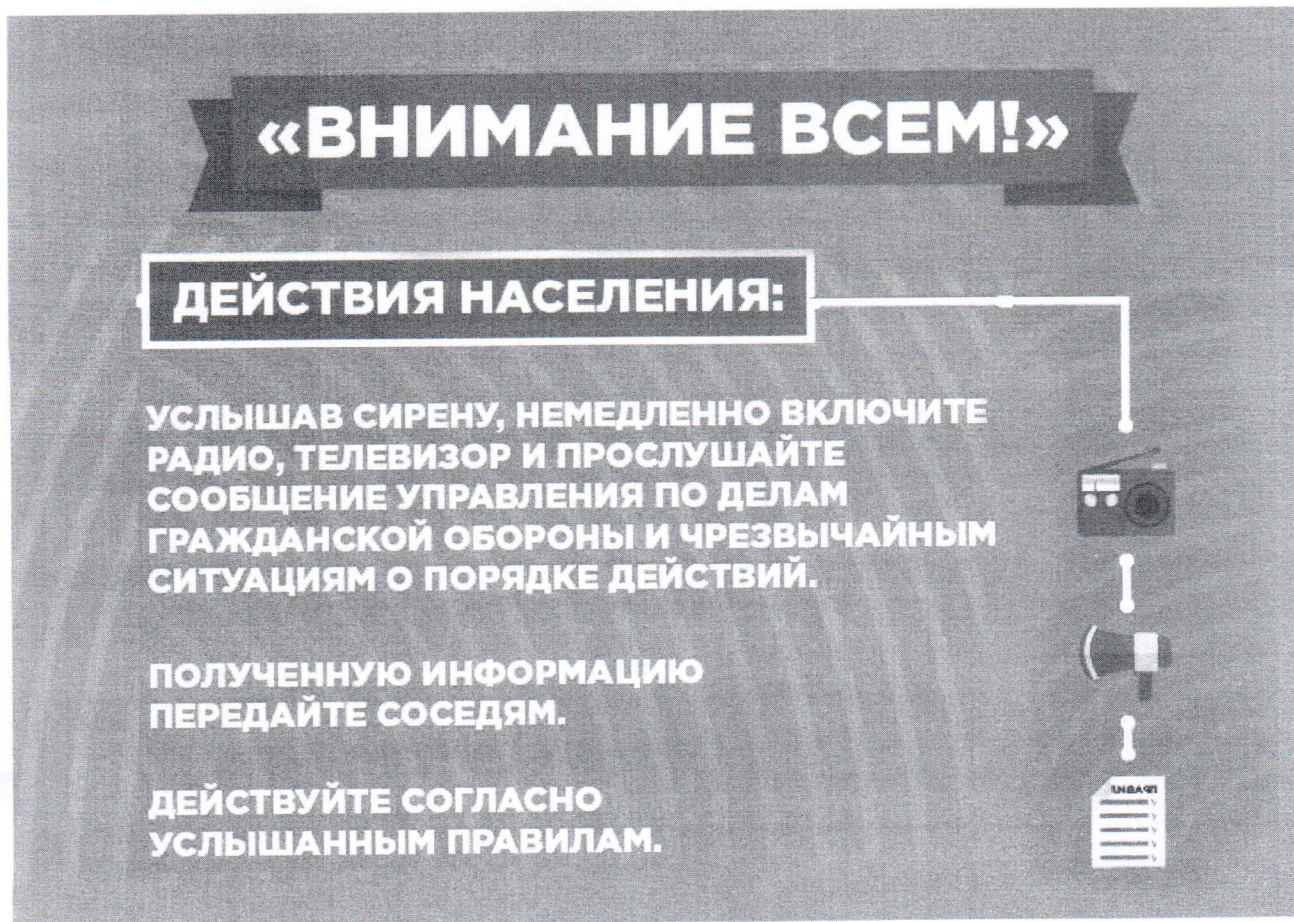 «ВНИМАНИЕ ВСЕМ!»
ДЕЙСТВИЯ НАСЕЛЕНИЯ:
УСЛЫШАВ СИРЕНУ, НЕМЕДЛЕННО ВКЛЮЧИТЕ
РАДИО, ТЕЛЕВИЗОР И ПРОСЛУШАЙТЕ
СООБЩЕНИЕ УПРАВЛЕНИЯ ПО ДЕЛАМ
ГРАЖДАНСКОЙ ОБОРОНЫ И ЧРЕЗВЫЧАЙНЫМ
СИТУАЦИЯМ О ПОРЯДКЕ ДЕЙСТВИЙ.
ПОЛУЧЕННУЮ ИНФОРМАЦИЮ
ПЕРЕДАЙТЕ СОСЕДЯМ.
ДЕЙСТВУЙТЕ СОГЛАСНО
УСЛЫШАННЫМ ПРАВИЛАМ.